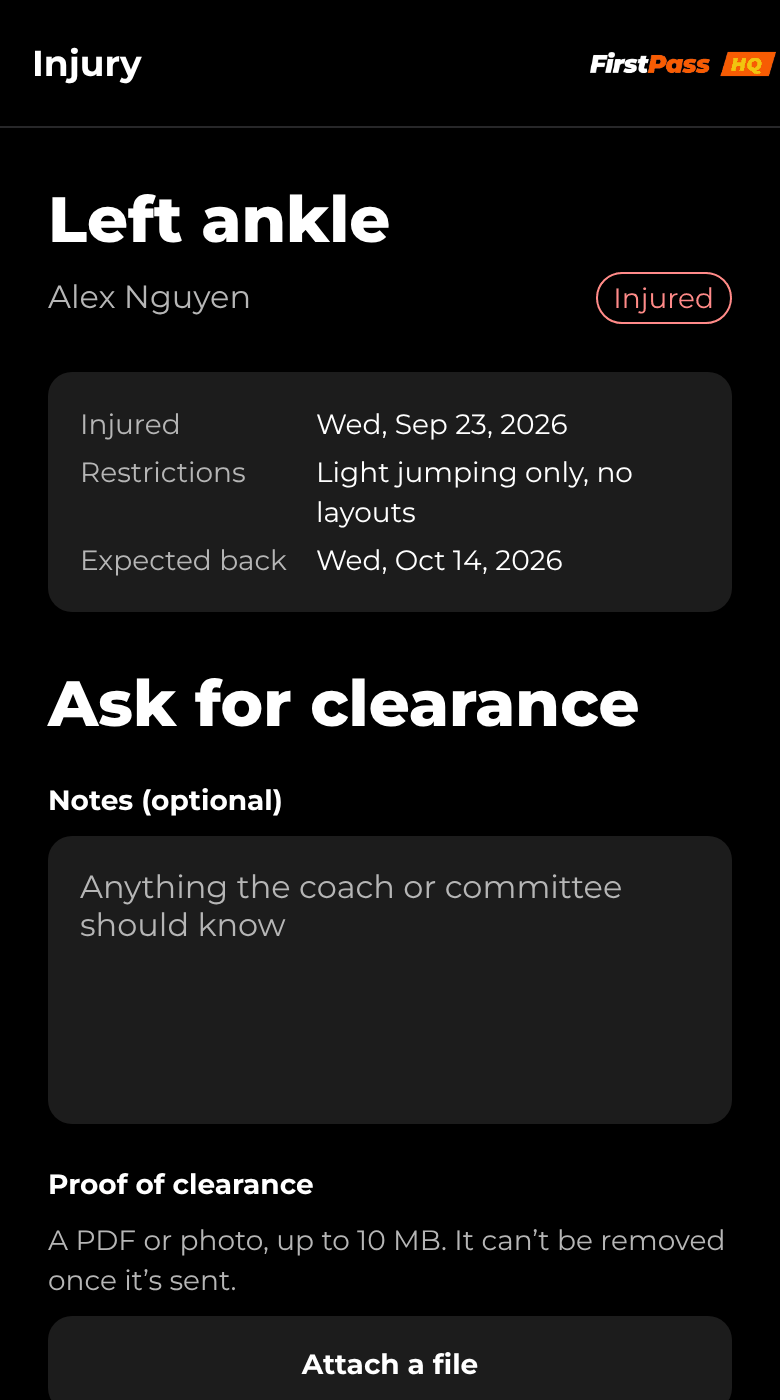 Injury
FirstPass HQ
Left ankle
Alex Nguyen
Injured
Injured Wed, Sep 23, 2026
Restrictions Light jumping only, no
layouts
Expected back Wed, Oct 14, 2026
Ask for clearance
Notes (optional)
Anything the coach or committee
should know
Proof of clearance
A PDF or photo, up to 10 MB. It can’t be removed
once it’s sent.
Attach a file